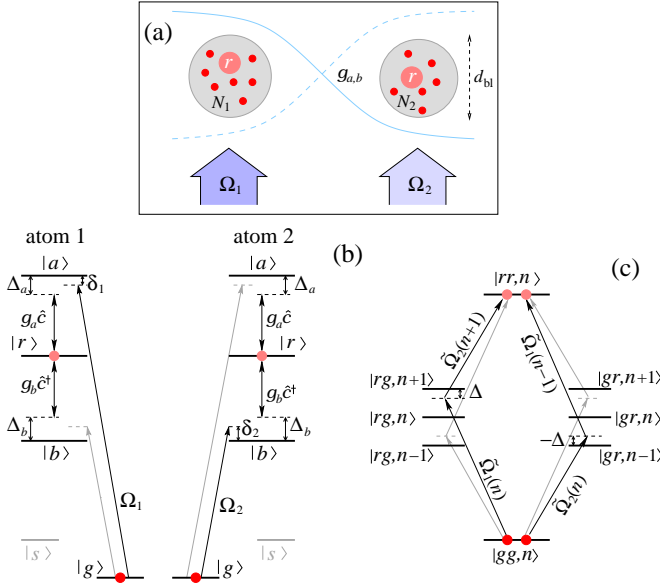 (a)
r
r
g_{a,b}
d_{bl}
N_1
N_2
Ω_1
Ω_2
atom 1
atom 2
(b)
(c)
|a⟩
|a⟩
|rr,n⟩
Δ_a
δ_1
Δ_a
g_a ĉ
g_a ĉ
Ω̃_2(n+1)
Ω̃_1(n−1)
|r⟩
|r⟩
|rg,n+1⟩
|gr,n+1⟩
Δ
g_b ĉ†
g_b ĉ†
|rg,n⟩
|gr,n⟩
Δ_b
δ_2
Δ_b
|b⟩
|b⟩
|rg,n−1⟩
−Δ
|gr,n−1⟩
Ω_1
Ω_2
Ω̃_1(n)
Ω̃_2(n)
|s⟩
|s⟩
|gg,n⟩
|g⟩
|g⟩